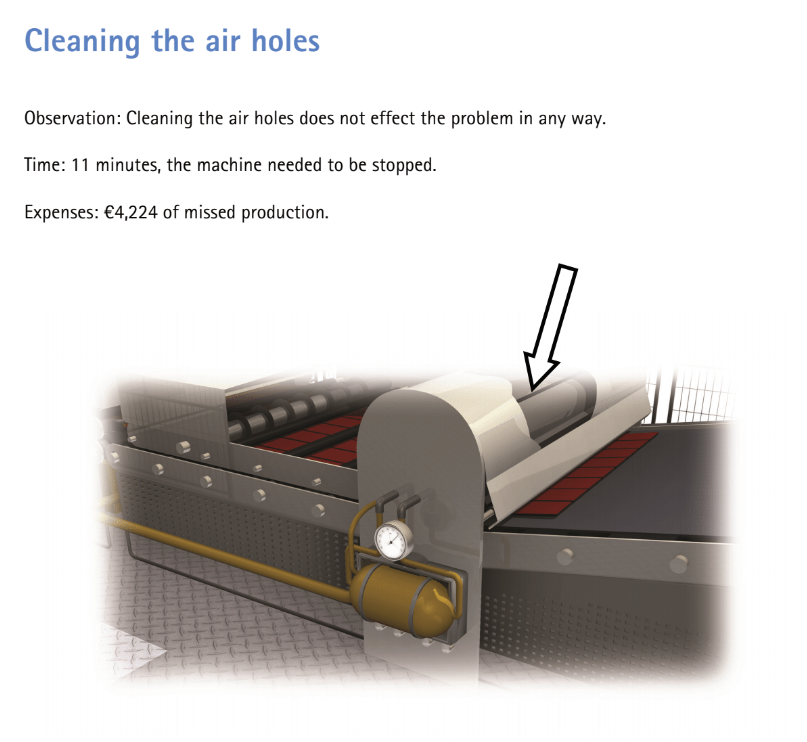 Cleaning the air holes
Observation: Cleaning the air holes does not effect the problem in any way.
Time: 11 minutes, the machine needed to be stopped.
Expenses: €4,224 of missed production.